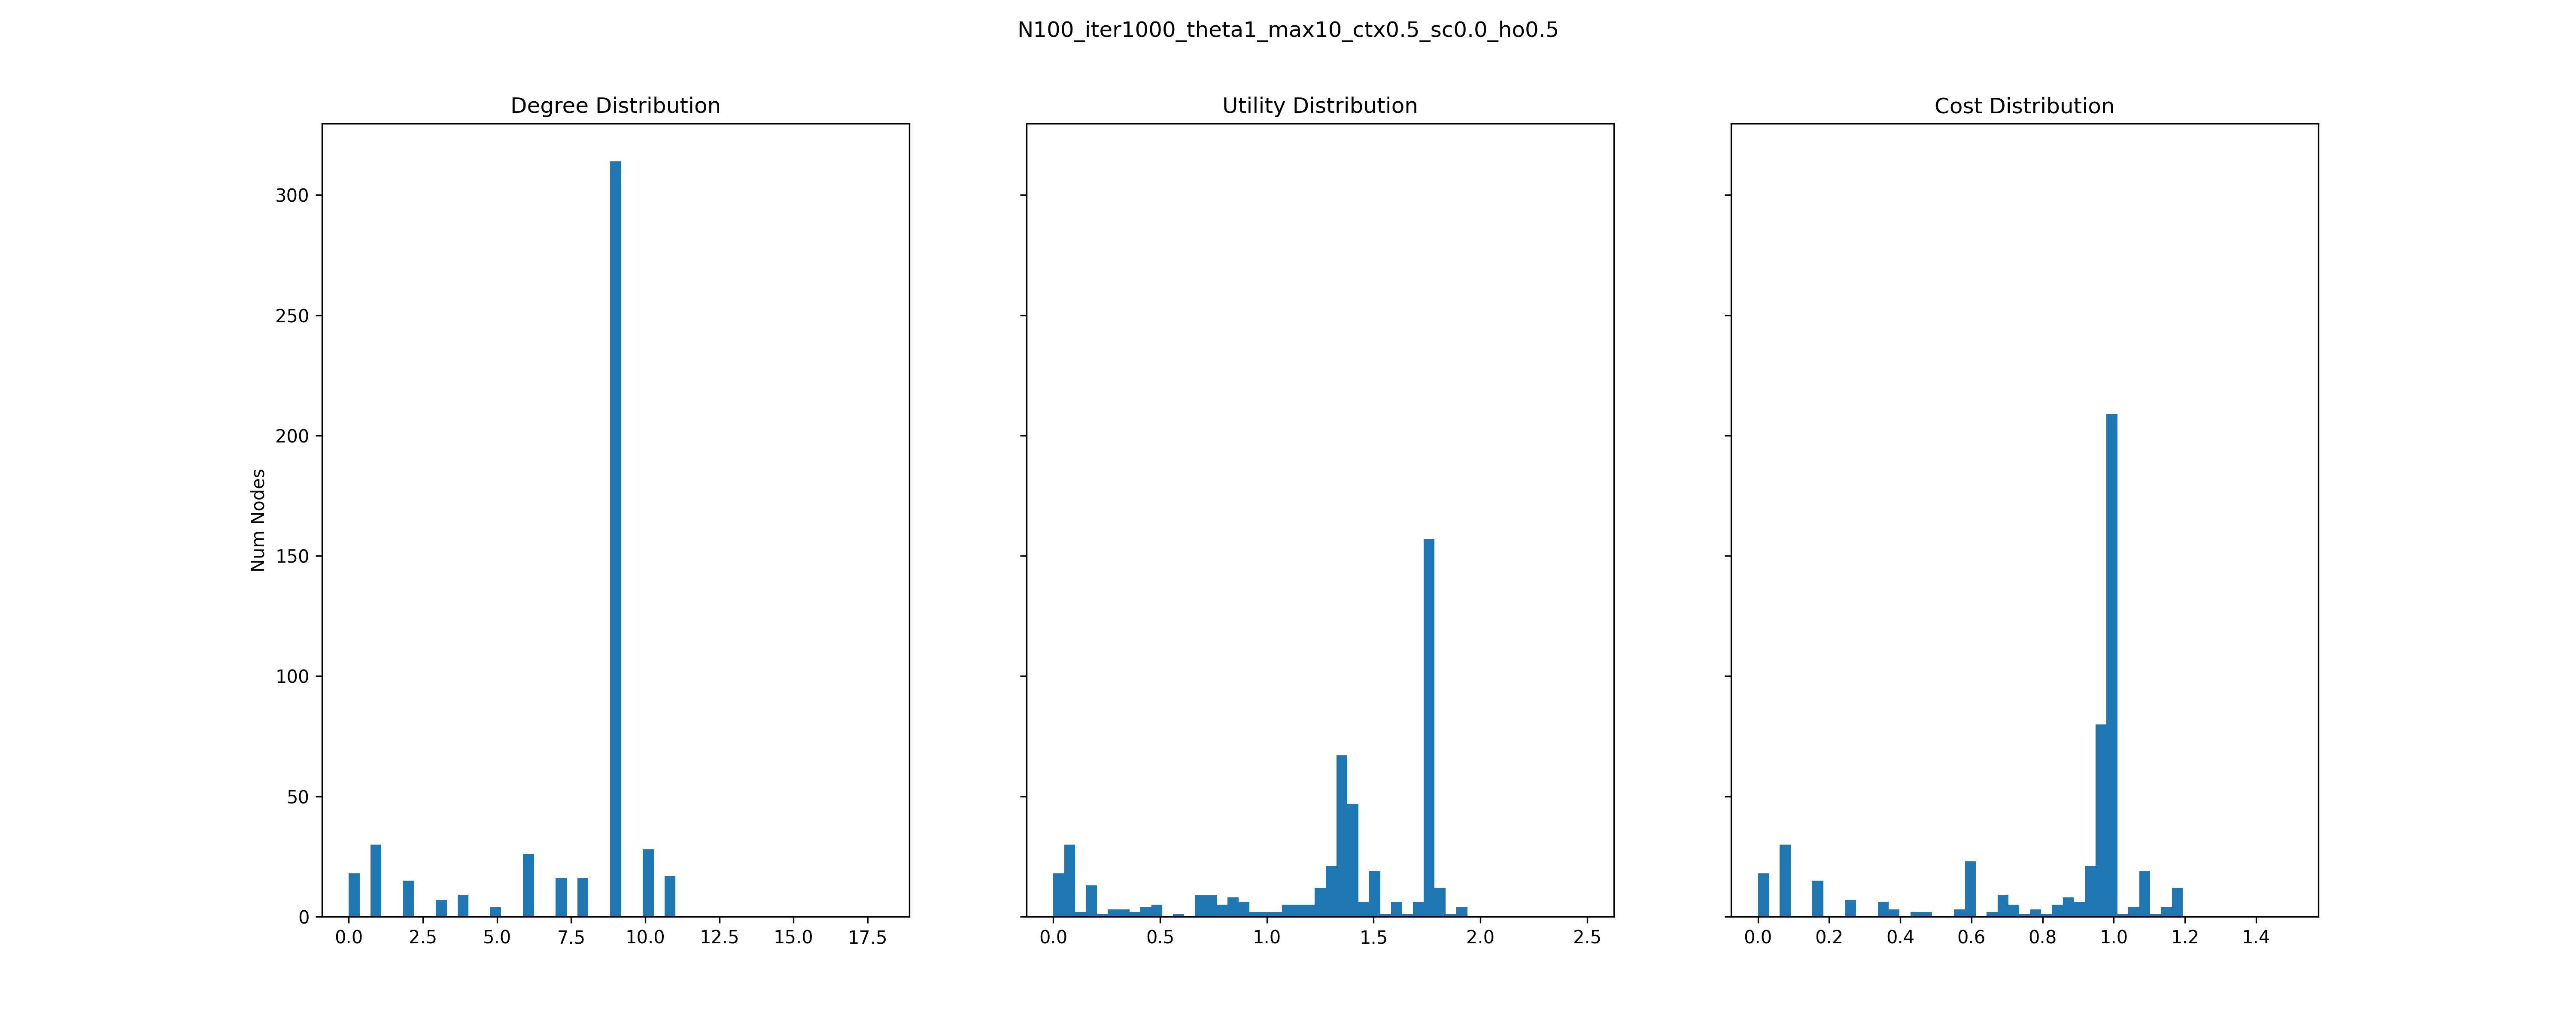 N100_iter1000_theta1_max10_ctx0.5_sc0.0_ho0.5
Degree Distribution
Num Nodes
300
250
200
150
100
50
0
0.0 2.5 5.0 7.5 10.0 12.5 15.0 17.5
Utility Distribution
0.0 0.5 1.0 1.5 2.0 2.5
Cost Distribution
0.0 0.2 0.4 0.6 0.8 1.0 1.2 1.4